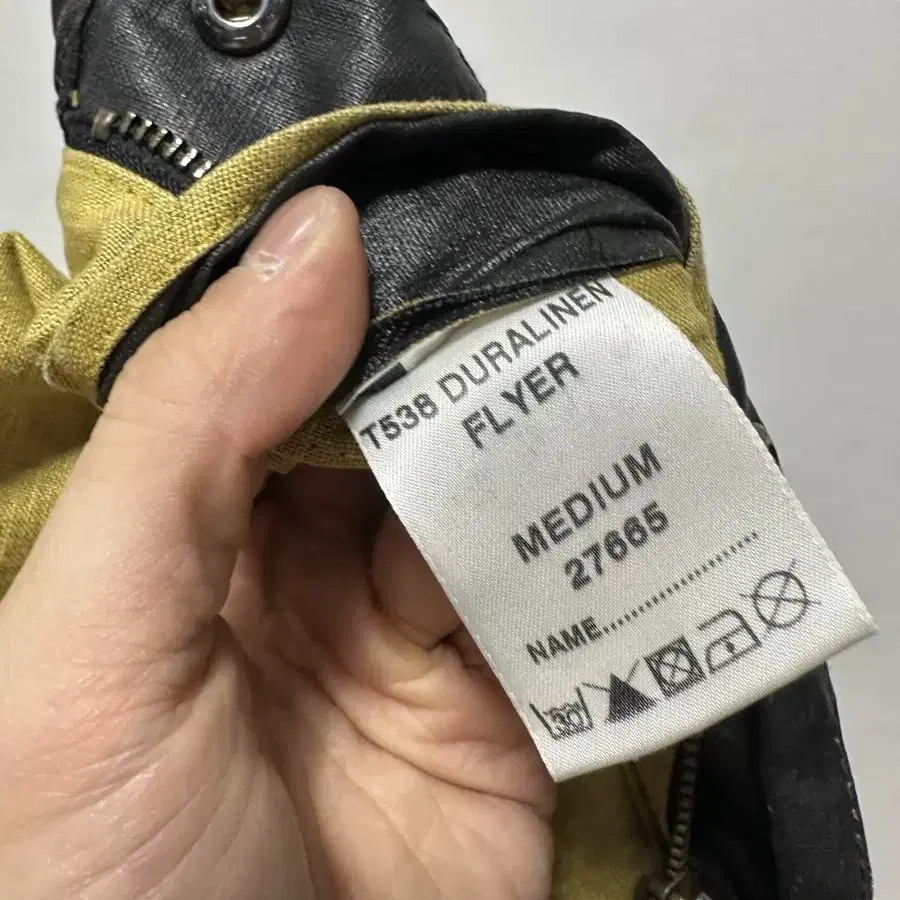 T538 DURALINEN
FLYER
MEDIUM
27665
NAME..............................
30